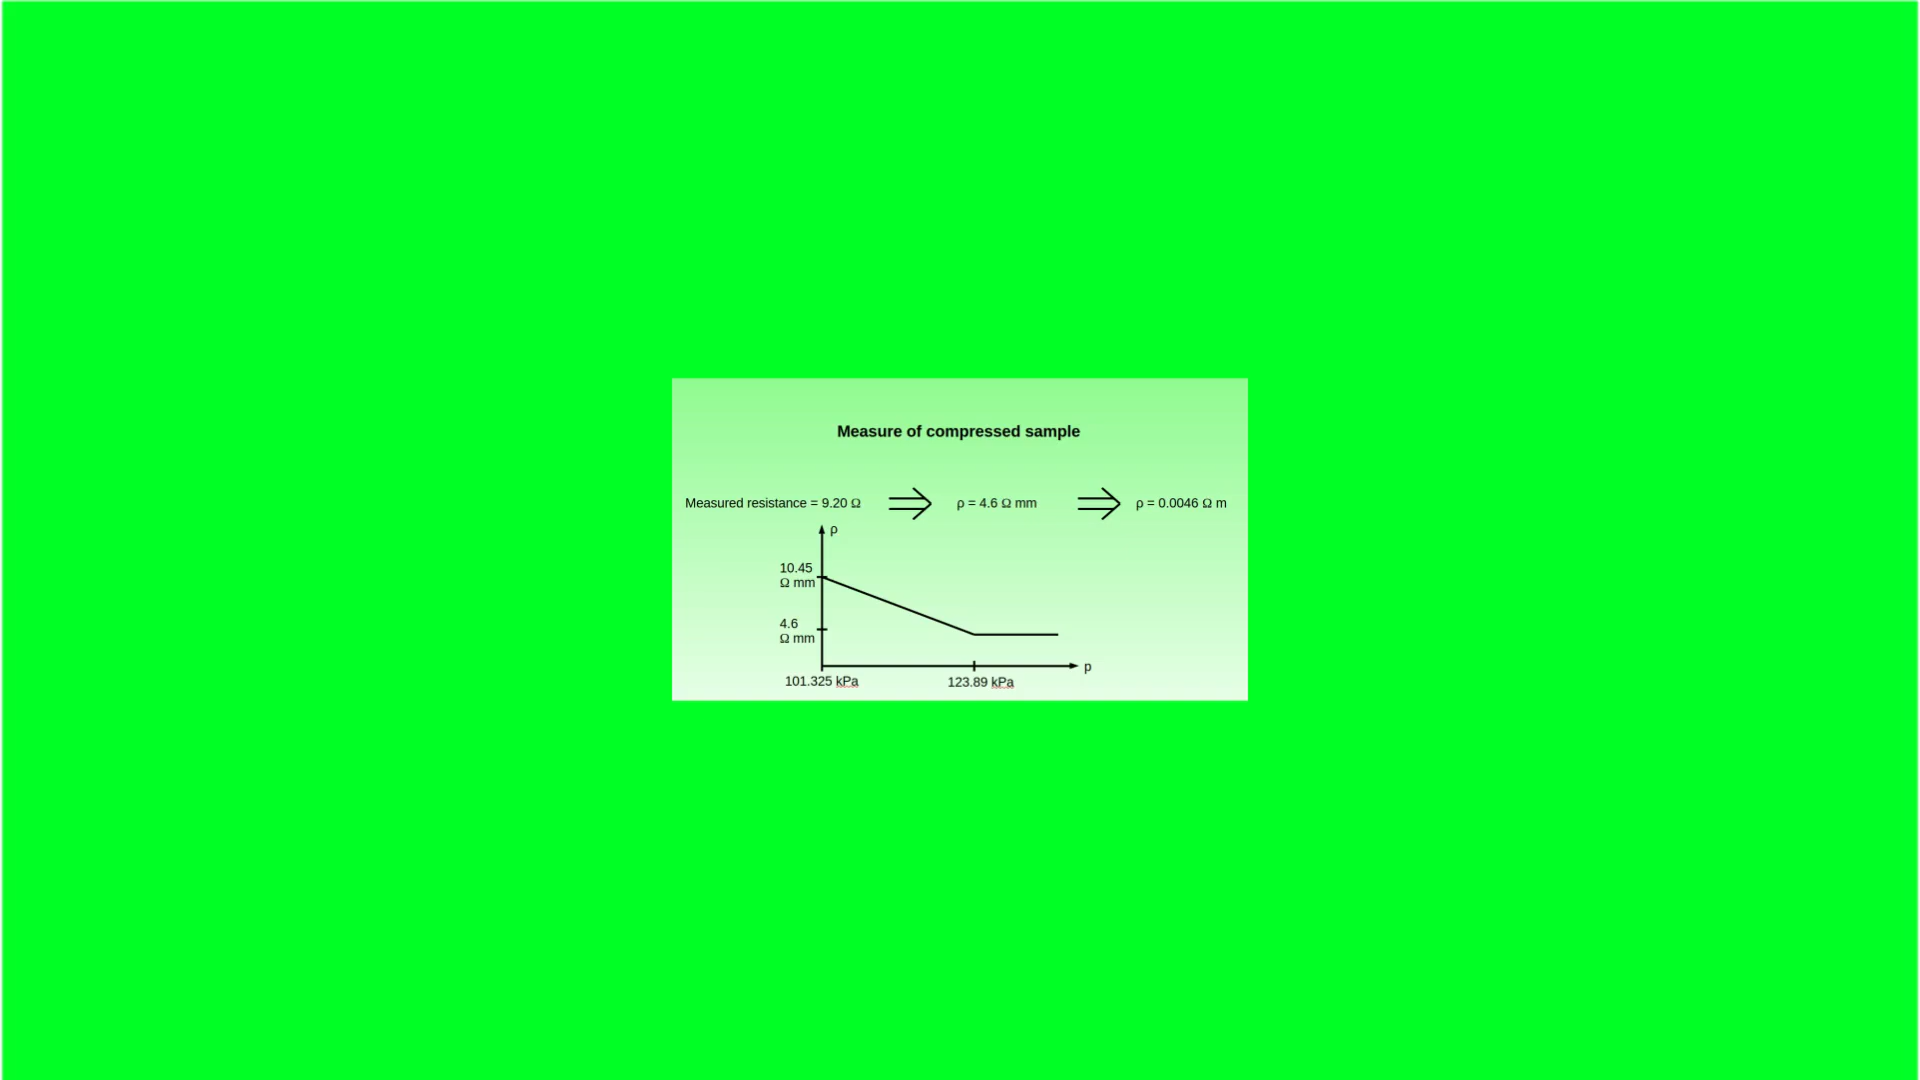 Measure of compressed sample
Measured resistance = 9.20 Ω
ρ = 4.6 Ω mm
ρ = 0.0046 Ω m
ρ
10.45
Ω mm
4.6
Ω mm
p
101.325 kPa
123.89 kPa